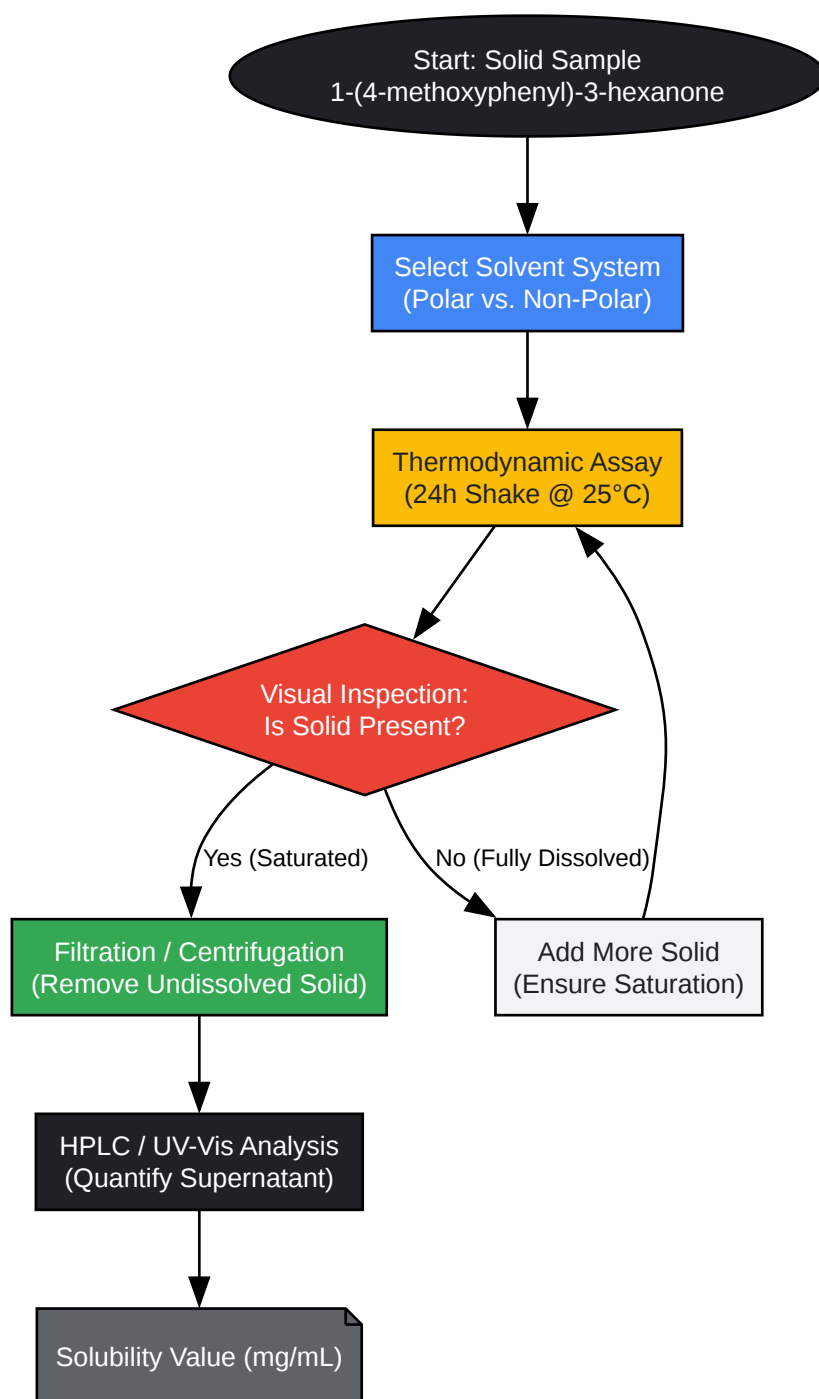 Start: Solid Sample
1-(4-methoxyphenyl)-3-hexanone
Select Solvent System
(Polar vs. Non-Polar)
Thermodynamic Assay
(24h Shake @ 25°C)
Visual Inspection:
Is Solid Present?
Yes (Saturated)
No (Fully Dissolved)
Filtration / Centrifugation
(Remove Undissolved Solid)
Add More Solid
(Ensure Saturation)
HPLC / UV-Vis Analysis
(Quantify Supernatant)
Solubility Value (mg/mL)